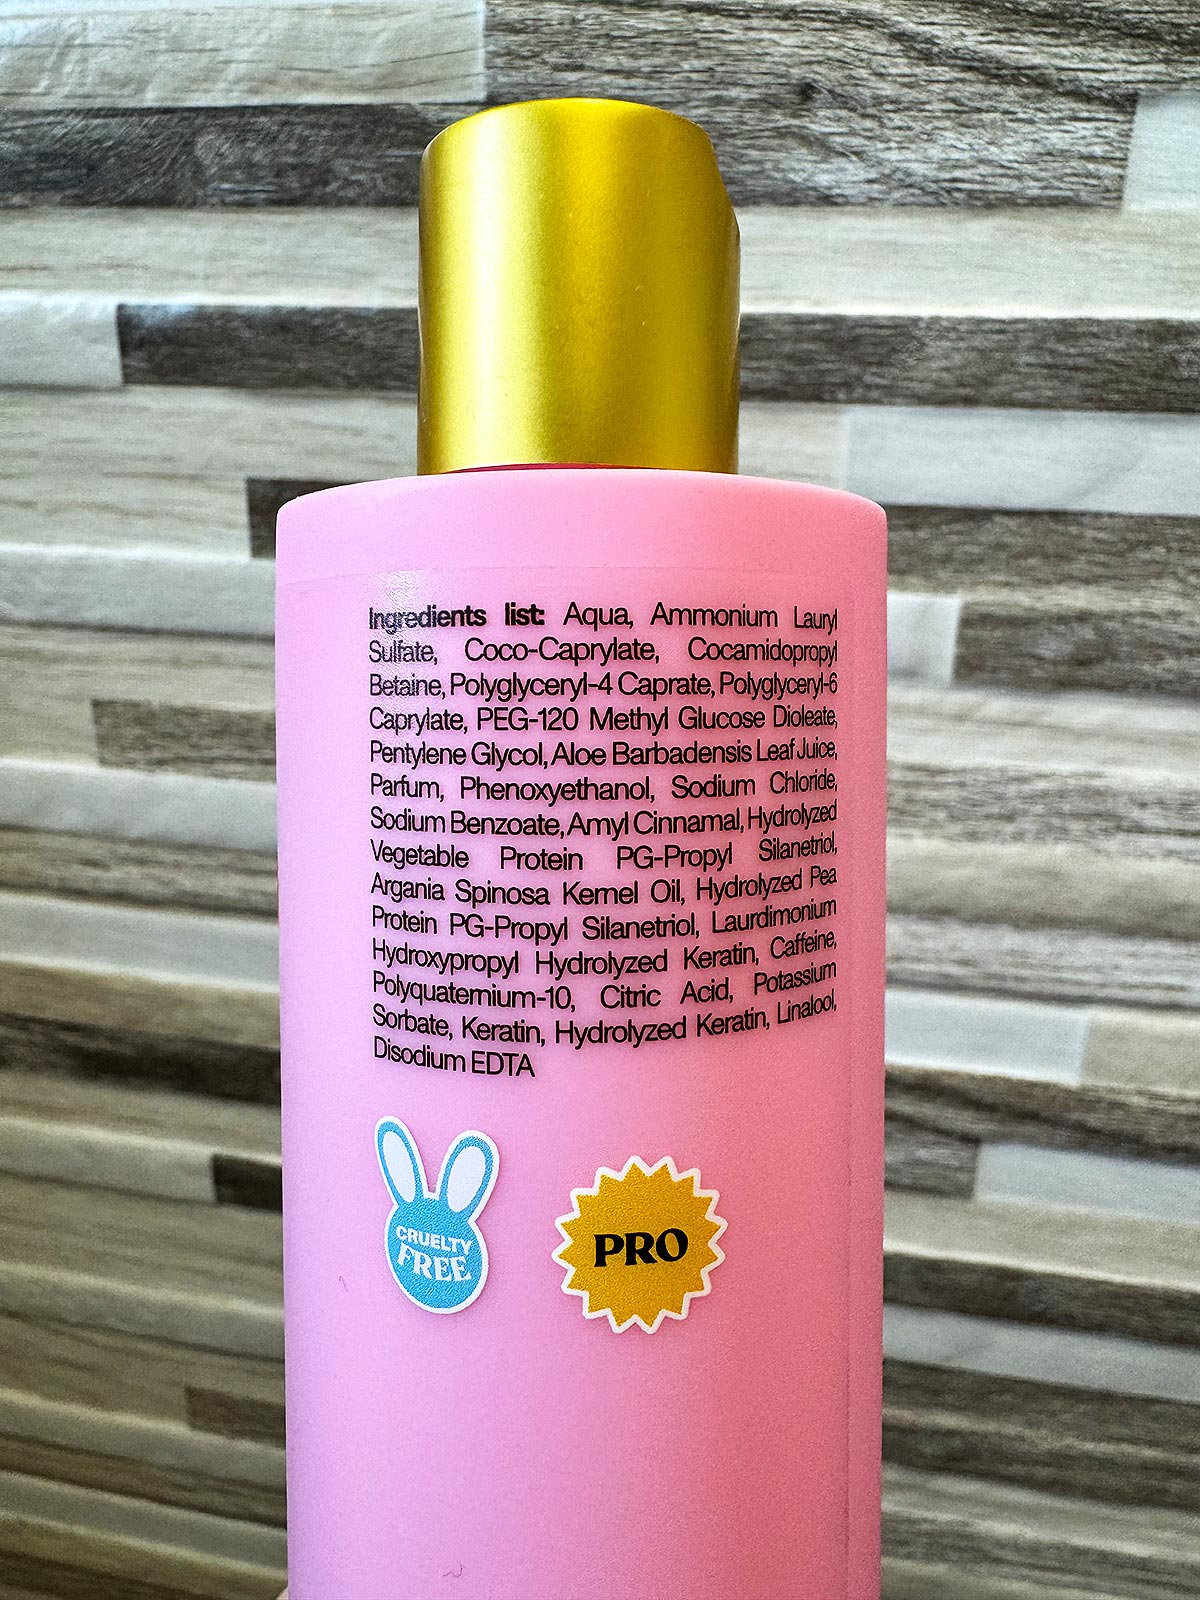 Ingredients list: Aqua, Ammonium Lauryl
Sulfate, Coco-Caprylate, Cocamidopropyl
Betaine, Polyglyceryl-4 Caprate, Polyglyceryl-6
Caprylate, PEG-120 Methyl Glucose Dioleate,
Pentylene Glycol, Aloe Barbadensis Leaf Juice,
Parfum, Phenoxyethanol, Sodium Chloride,
Sodium Benzoate, Amyl Cinnamal, Hydrolyzed
Vegetable Protein PG-Propyl Silanetriol,
Argania Spinosa Kernel Oil, Hydrolyzed Pea
Protein PG-Propyl Silanetriol, Laurdimonium
Hydroxypropyl Hydrolyzed Keratin, Caffeine,
Polyquaternium-10, Citric Acid, Potassium
Sorbate, Keratin, Hydrolyzed Keratin, Linalool,
Disodium EDTA
CRUELTY
FREE
PRO